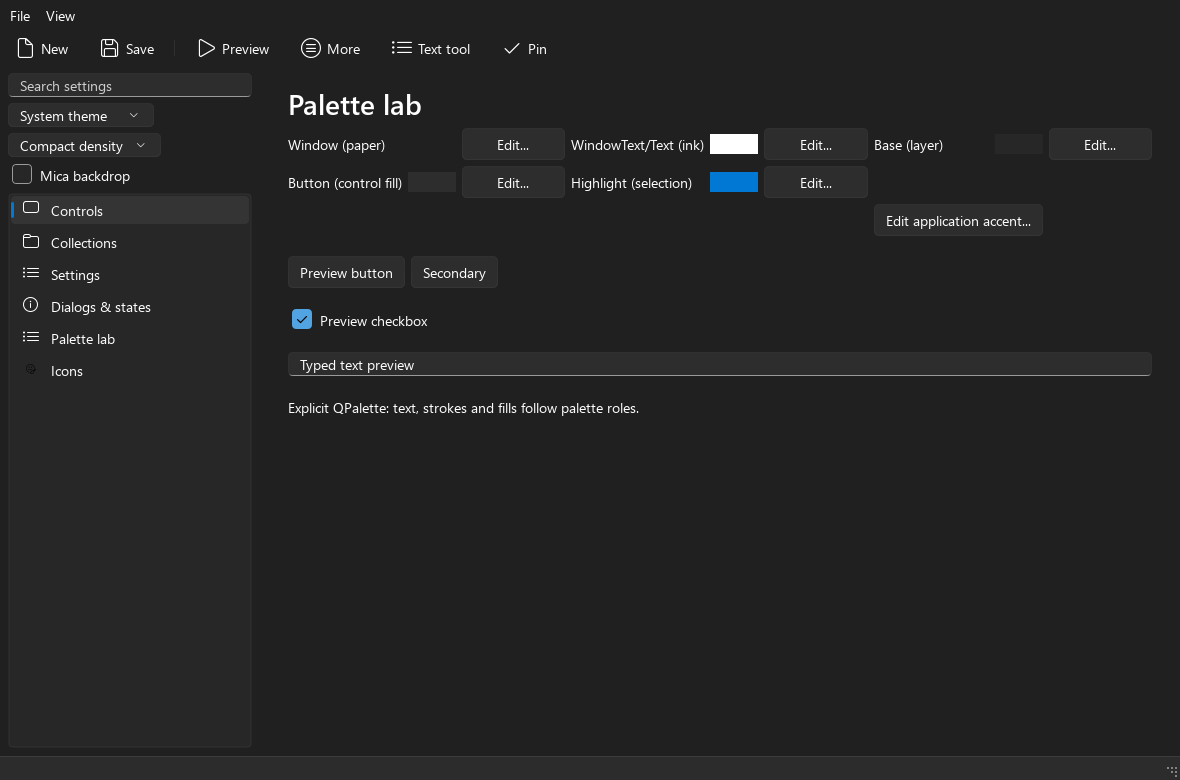 File View
New Save Preview More Text tool Pin
Search settings
System theme
Compact density
Mica backdrop
Controls
Collections
Settings
Dialogs & states
Palette lab
Icons
Palette lab
Window (paper) Edit... WindowText/Text (ink) Edit... Base (layer) Edit...
Button (control fill) Edit... Highlight (selection) Edit...
Edit application accent...
Preview button Secondary
Preview checkbox
Typed text preview
Explicit QPalette: text, strokes and fills follow palette roles.